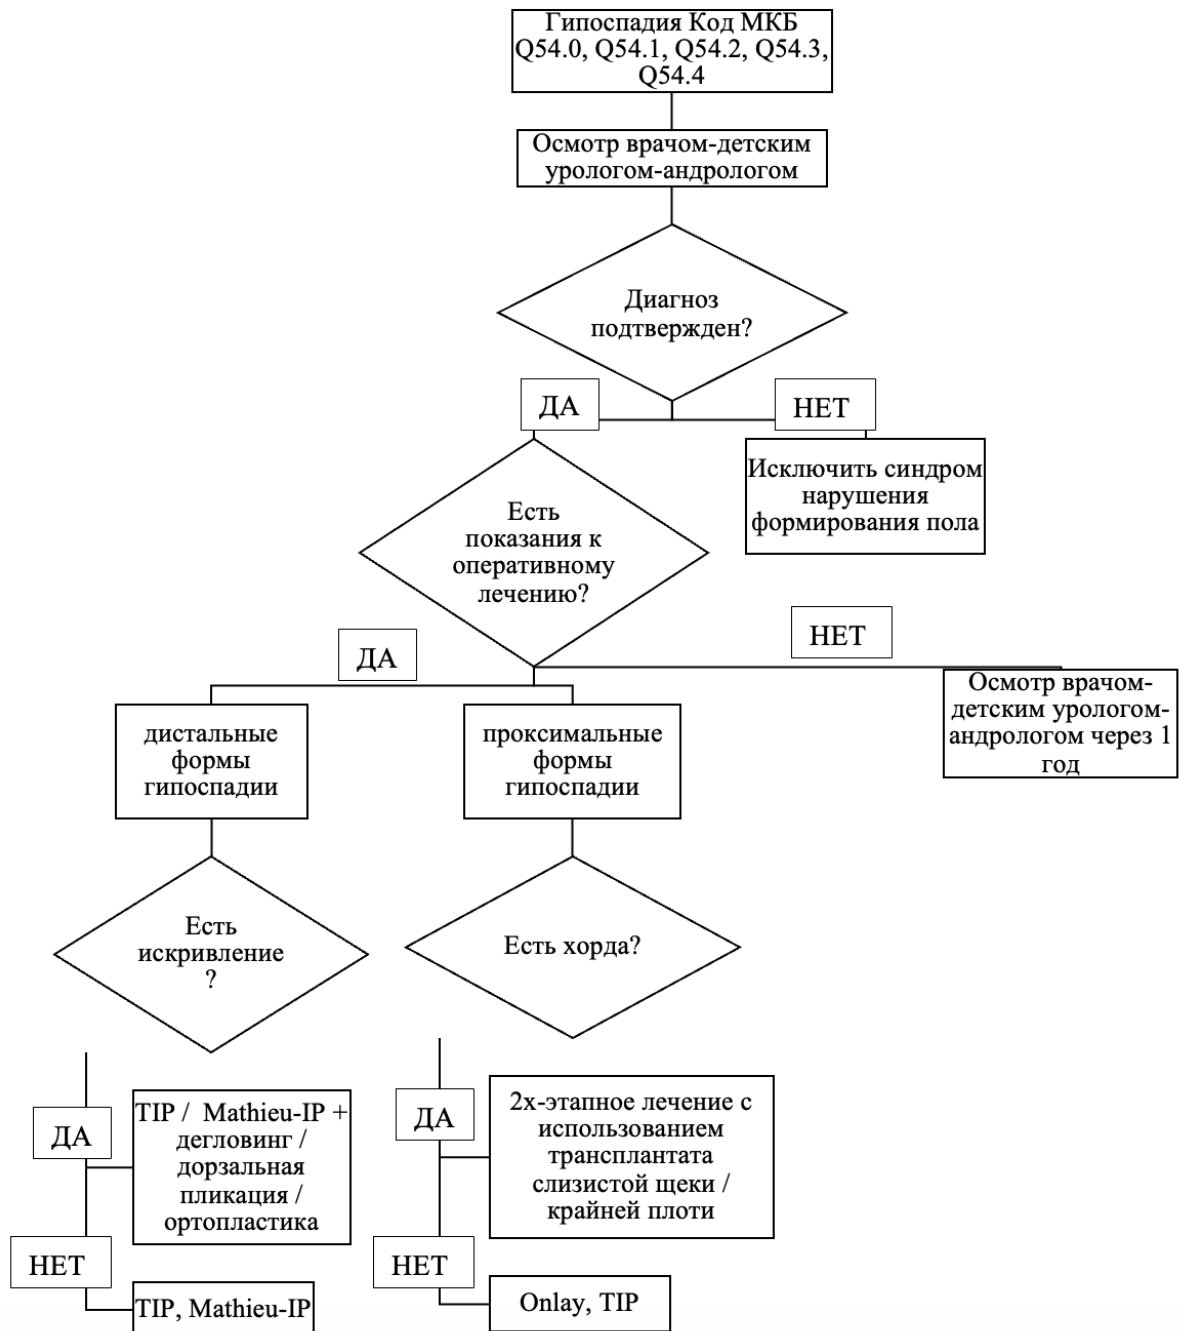 Гипоспадия Код МКБ
Q54.0, Q54.1, Q54.2, Q54.3,
Q54.4
Осмотр врачом-детским
урологом-андрологом
Диагноз
подтвержден?
ДА
НЕТ
Исключить синдром
нарушения
формирования пола
Есть
показания к
оперативному
лечению?
ДА
НЕТ
Осмотр врачом-
детским урологом-
андрологом через 1
год
дистальные
формы
гипоспадии
проксимальные
формы
гипоспадии
Есть
искривление
?
Есть хорда?
ДА
TIP / Mathieu-IP +
дегловинг /
дорзальная
пликация /
ортопластика
НЕТ
TIP, Mathieu-IP
ДА
2х-этапное лечение с
использованием
трансплантата
слизистой щеки /
крайней плоти
НЕТ
Onlay, TIP